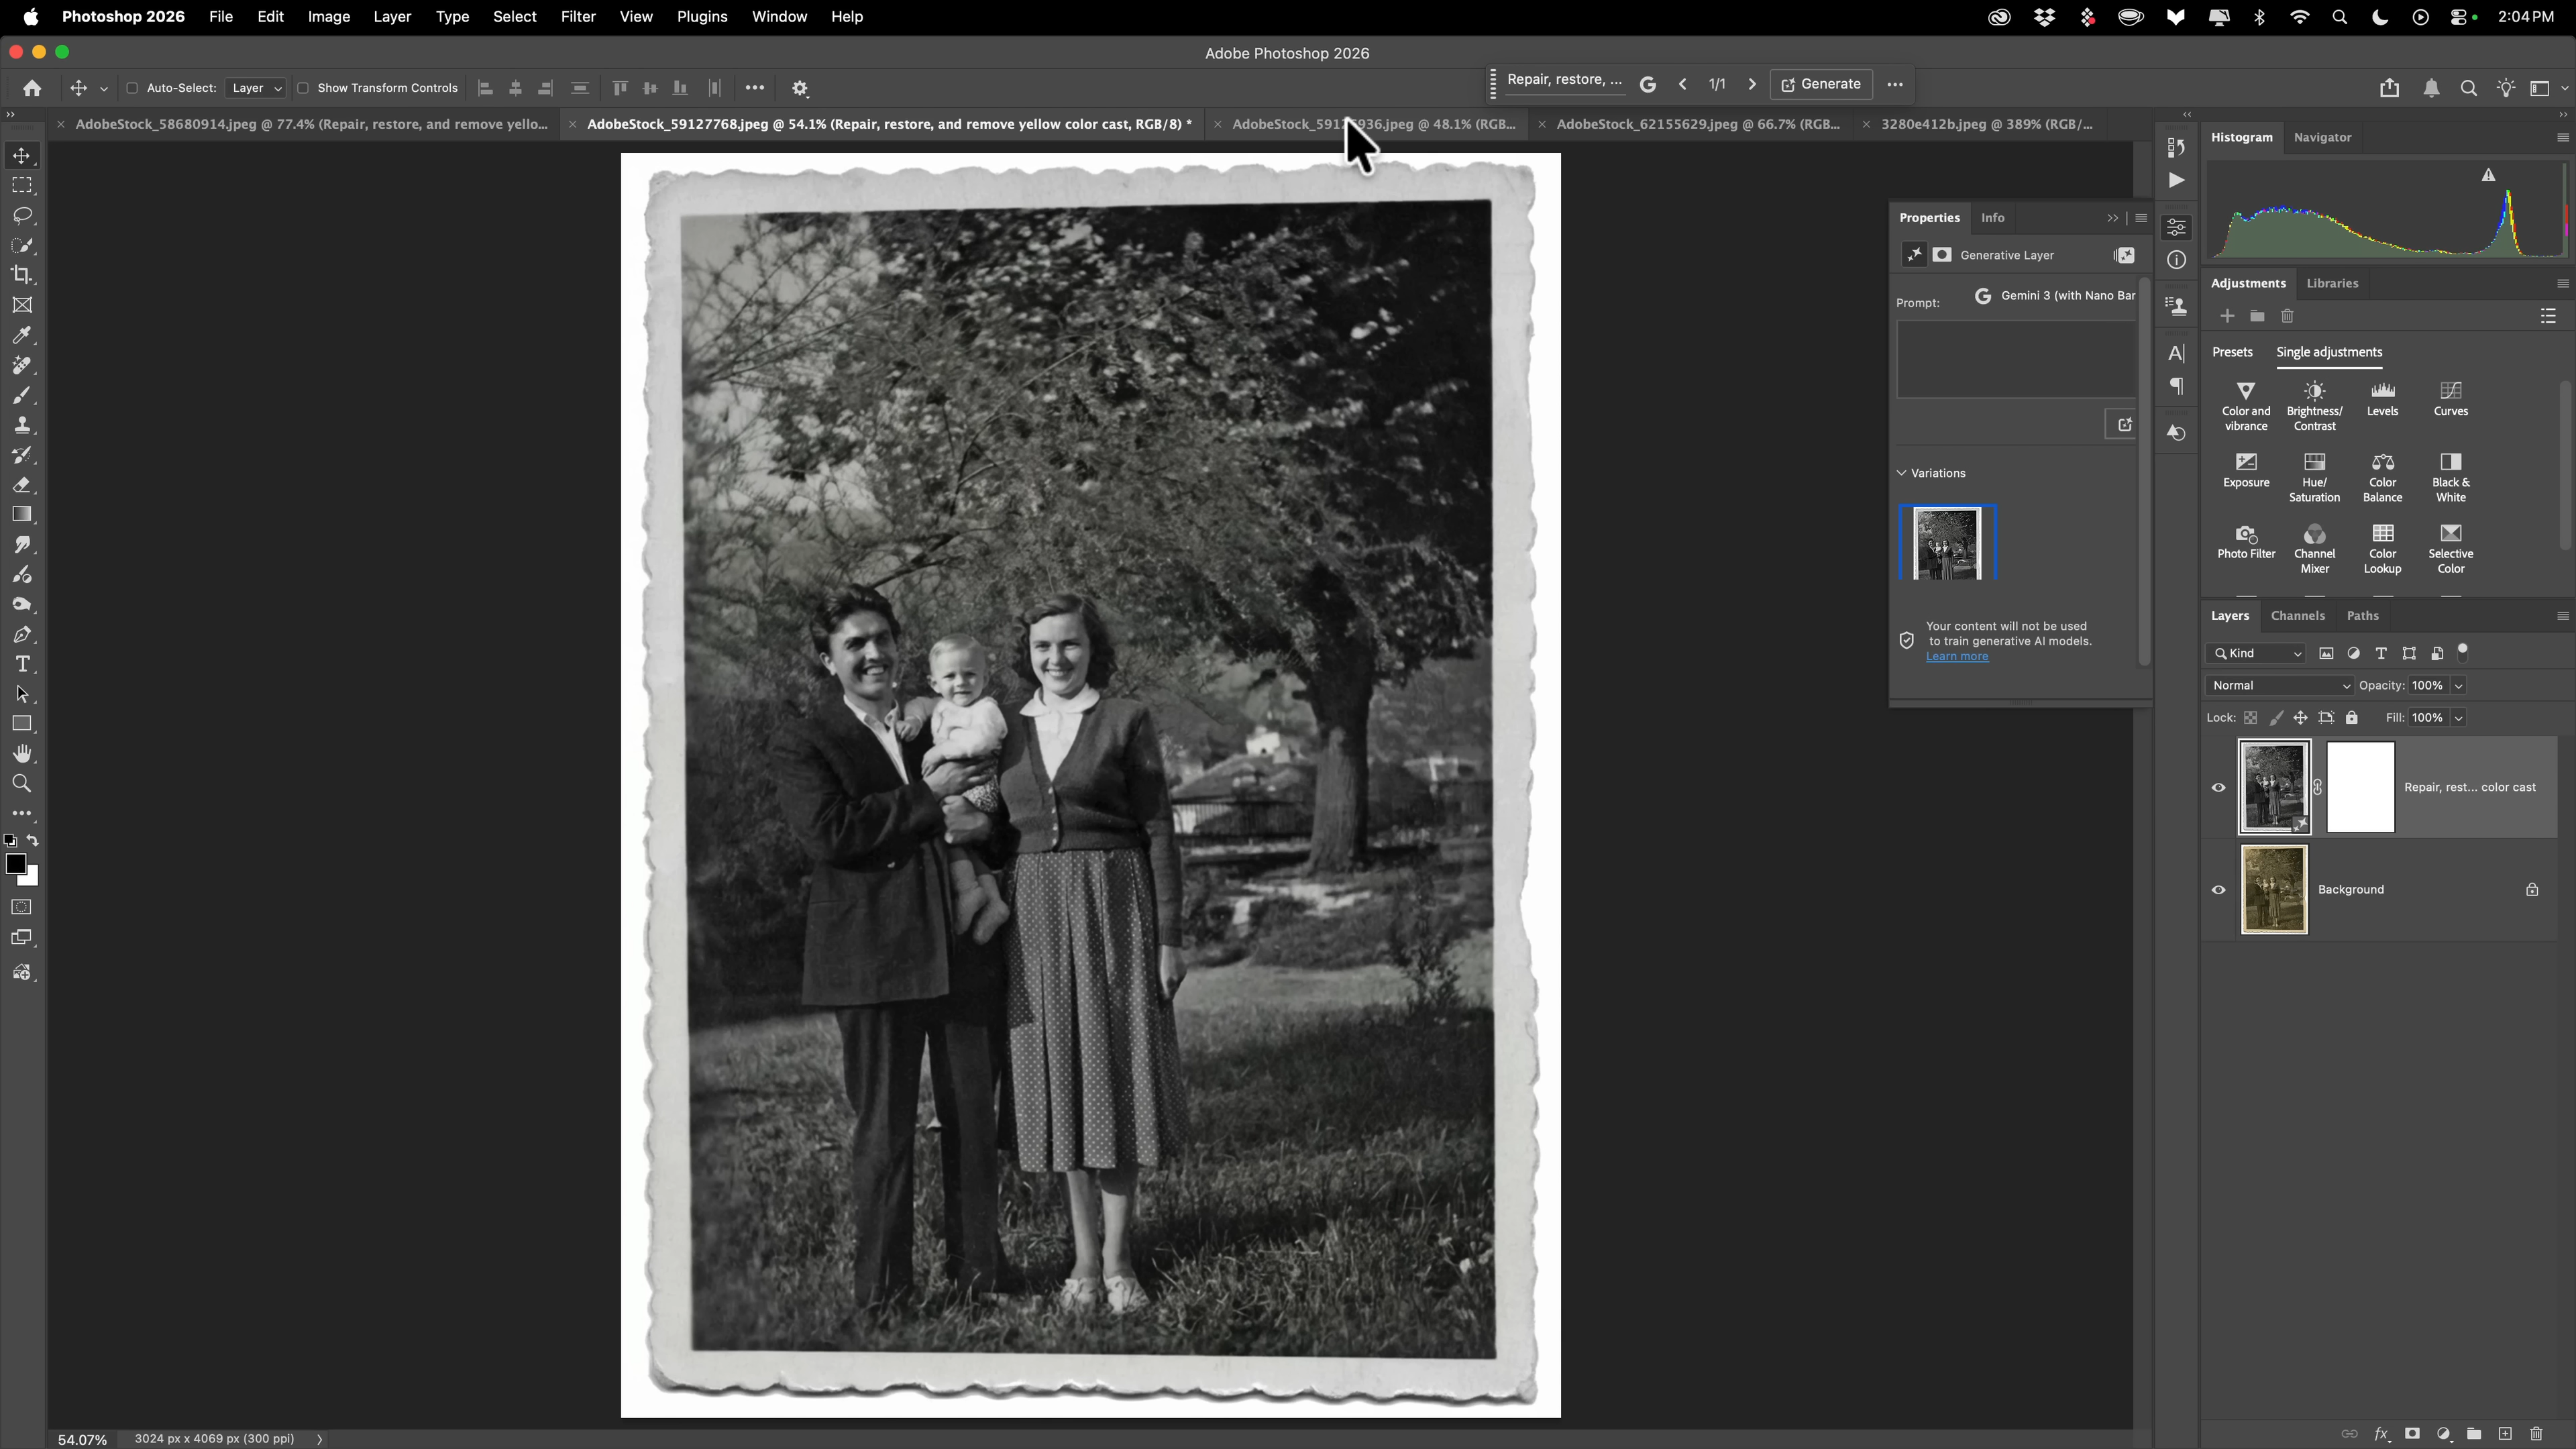 Photoshop 2026 File Edit Image Layer Type Select Filter View Plugins Window Help 2:04 PM
Adobe Photoshop 2026
Auto-Select: Layer Show Transform Controls
Repair, restore, ... 1/1 Generate
AdobeStock_58680914.jpeg @ 77.4% (Repair, restore, and remove yello...
AdobeStock_59127768.jpeg @ 54.1% (Repair, restore, and remove yellow color cast, RGB/8) *
936.jpeg @ 48.1% (RGB...
AdobeStock_62155629.jpeg @ 66.7% (RGB...
3280e412b.jpeg @ 389% (RGB/...
Properties Info
Generative Layer
Prompt: Gemini 3 (with Nano Bar
Variations
Your content will not be used
to train generative AI models.
Learn more
Histogram Navigator
Adjustments Libraries
Presets Single adjustments
Color and vibrance
Brightness/ Contrast
Levels
Curves
Exposure
Hue/ Saturation
Color Balance
Black & White
Photo Filter
Channel Mixer
Color Lookup
Selective Color
Layers Channels Paths
Kind
Normal Opacity: 100%
Lock: Fill: 100%
Repair, rest... color cast
Background
54.07% 3024 px x 4069 px (300 ppi)